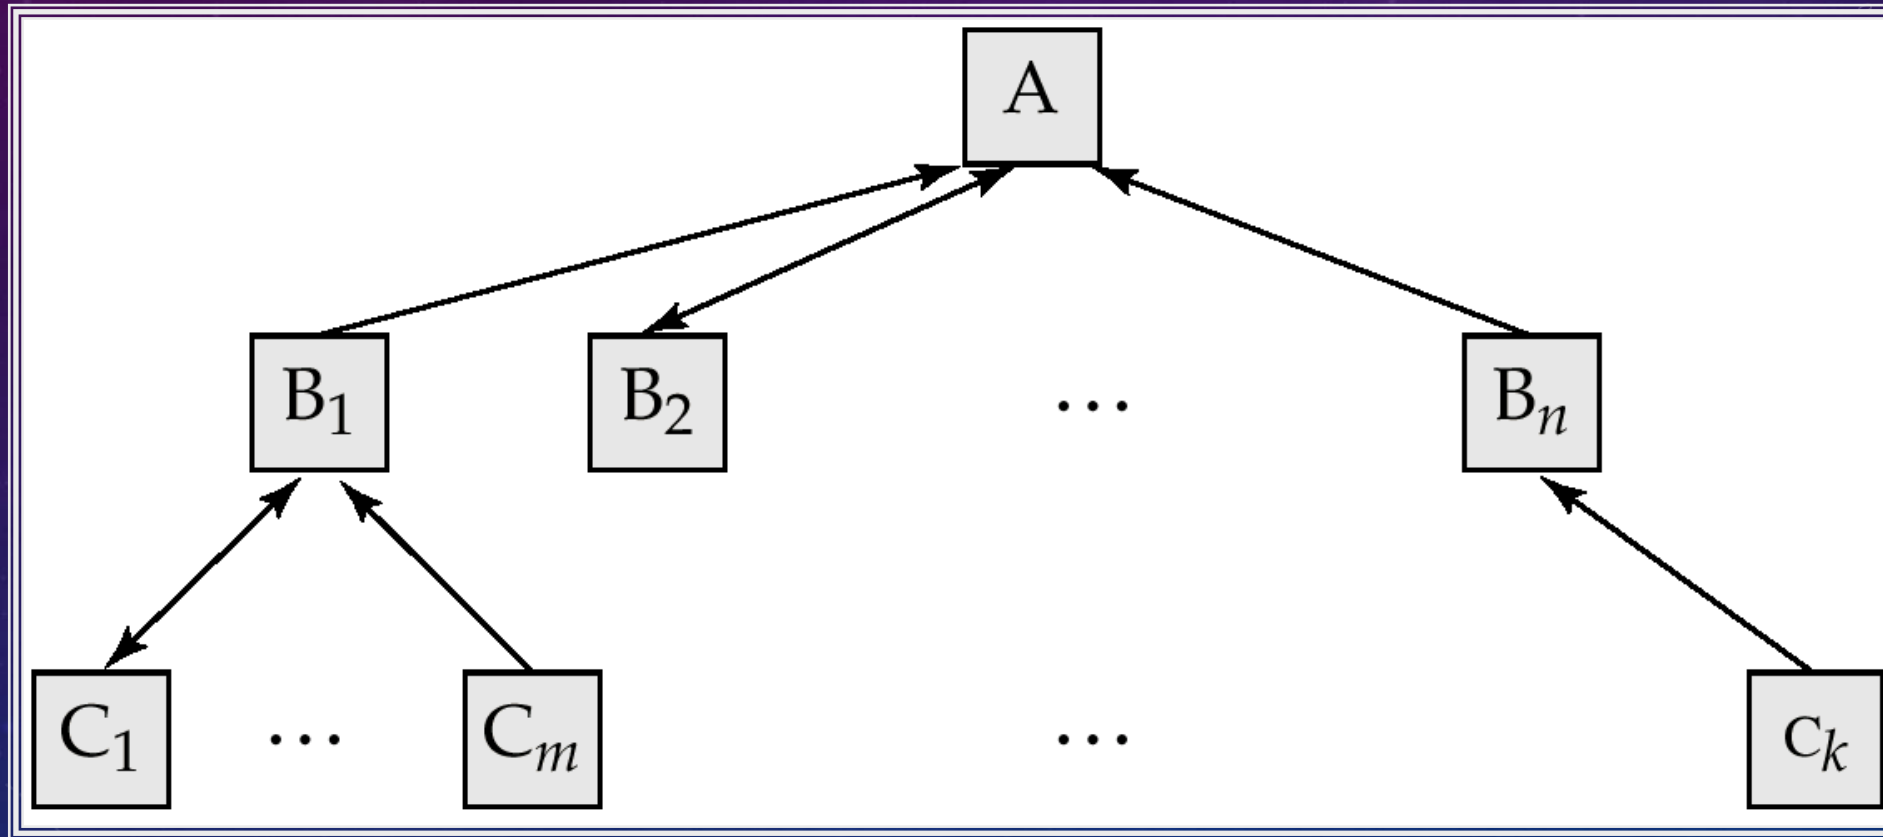 A
B₁ B₂ … Bₙ
C₁ … Cₘ … Cₖ